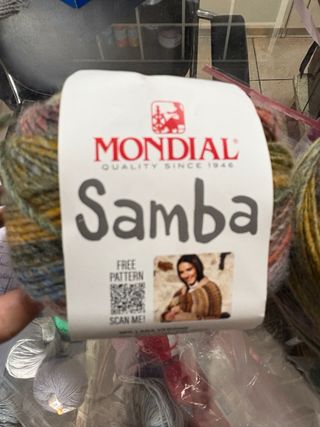 MONDIAL®
QUALITY SINCE 1946
Samba
FREE
PATTERN
SCAN ME!